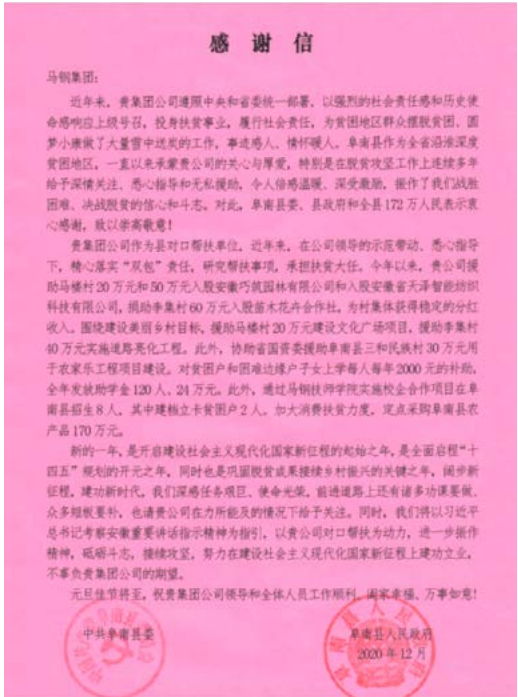 感 谢 信
马钢集团:
近年来，贵集团公司遵照中央和省委统一部署，以强烈的社会责任感和历史使
命感响应上级号召，投身扶贫事业，履行社会责任，为贫困地区群众摆脱贫困、圆
梦小康做了大量雪中送炭的工作，事迹感人、情怀暖人。阜南县作为全省沿淮深度
贫困地区，一直以来承蒙贵公司的关心与厚爱，特别是在脱贫攻坚工作上连续多年
给予深情关注、悉心指导和无私援助，令人倍感温暖、深受激励，振作了我们战胜
困难、决战脱贫的信心和斗志。对此，阜南县委、县政府和全县172万人民表示衷
心感谢，致以崇高敬意！
贵集团公司作为县对口帮扶单位，近年来，在公司领导的示范带动、悉心指导
下，精心落实“双包”责任，研究帮扶事项，承担扶贫大任。今年以来，贵公司援
助马楼村20万元和50万元入股安徽巧筑园林有限公司和入股安徽省天泽智能纺织
科技有限公司，捐助李集村60万元入股苗木花卉合作社，为村集体获得稳定的分红
收入。围绕建设美丽乡村目标，援助马楼村20万元建设文化广场项目，援助李集村
40万元实施道路亮化工程。此外，协助省国资委援助阜南县三和民族村30万元用
于农家乐工程项目建设。对贫困户和困难边缘户子女上学每人每年2000元的补助，
全年发放助学金120人、24万元。此外，通过马钢技师学院实施校企合作项目在阜
南县招生8人，其中建档立卡贫困户2人。加大消费扶贫力度，定点采购阜南县农
产品170万元。
新的一年，是开启建设社会主义现代化国家新征程的起始之年，是全面启程“十
四五”规划的开元之年，同时也是巩固脱贫成果接续乡村振兴的关键之年，阔步新
征程，建功新时代，我们深感任务艰巨、使命光荣，前进道路上还有诸多功课要做、
众多短板要补，也请贵公司在力所能及的情况下给予关注。同时，我们将以习近平
总书记考察安徽重要讲话指示精神为指引，以贵公司对口帮扶为动力，进一步振作
精神，砥砺斗志，接续攻坚，努力在建设社会主义现代化国家新征程上建功立业，
不辜负贵集团公司的期望。
元旦佳节将至，祝贵集团公司领导和全体人员工作顺利、阖家幸福、万事如意！
中共阜南县委
阜南县人民政府
2020年12月